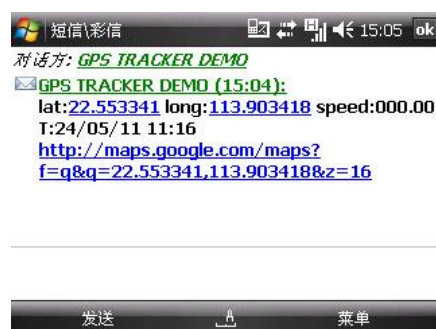 短信\彩信 15:05 ok
对话方: GPS TRACKER DEMO
GPS TRACKER DEMO (15:04):
lat:22.553341 long:113.903418 speed:000.00
T:24/05/11 11:16
http://maps.google.com/maps?
f=q&q=22.553341,113.903418&z=16
发送 A 菜单